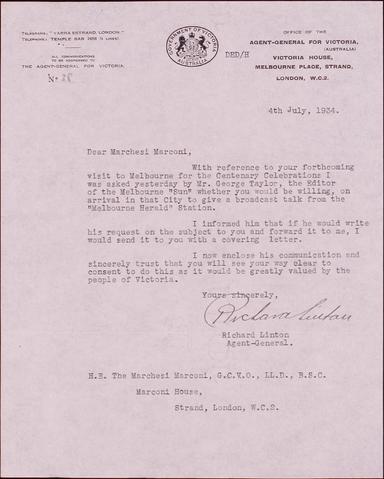 TELEGRAMS, "YARRA ESTRAND, LONDON."
TELEPHONE: TEMPLE BAR
ALL COMMUNICATIONS
TO BE ADDRESSED TO
THE AGENT-GENERAL FOR VICTORIA.
No 28
GOVERNMENT OF VICTORIA
AUSTRALIA
DED/H
OFFICE OF THE
AGENT-GENERAL FOR VICTORIA,
(AUSTRALIA)
VICTORIA HOUSE,
MELBOURNE PLACE, STRAND,
LONDON, W.C.2.
4th July, 1934.
Dear Marchesi Marconi,
With reference to your forthcoming
visit to Melbourne for the Centenary Celebrations I
was asked yesterday by Mr. George Taylor, the Editor
of the Melbourne "Sun" whether you would be willing, on
arrival in that City to give a broadcast talk from the
"Melbourne Herald" Station.
I informed him that if he would write
his request on the subject to you and forward it to me, I
would send it to you with a covering letter.
I now enclose his communication and
sincerely trust that you will see your way clear to
consent to do this as it would be greatly valued by the
people of Victoria.
Yours sincerely,
Richard Linton
Richard Linton
Agent-General.
H.E. The Marchesi Marconi, G.C.V.O., LL.D., B.S.C.
Marconi House,
Strand, London, W.C.2.